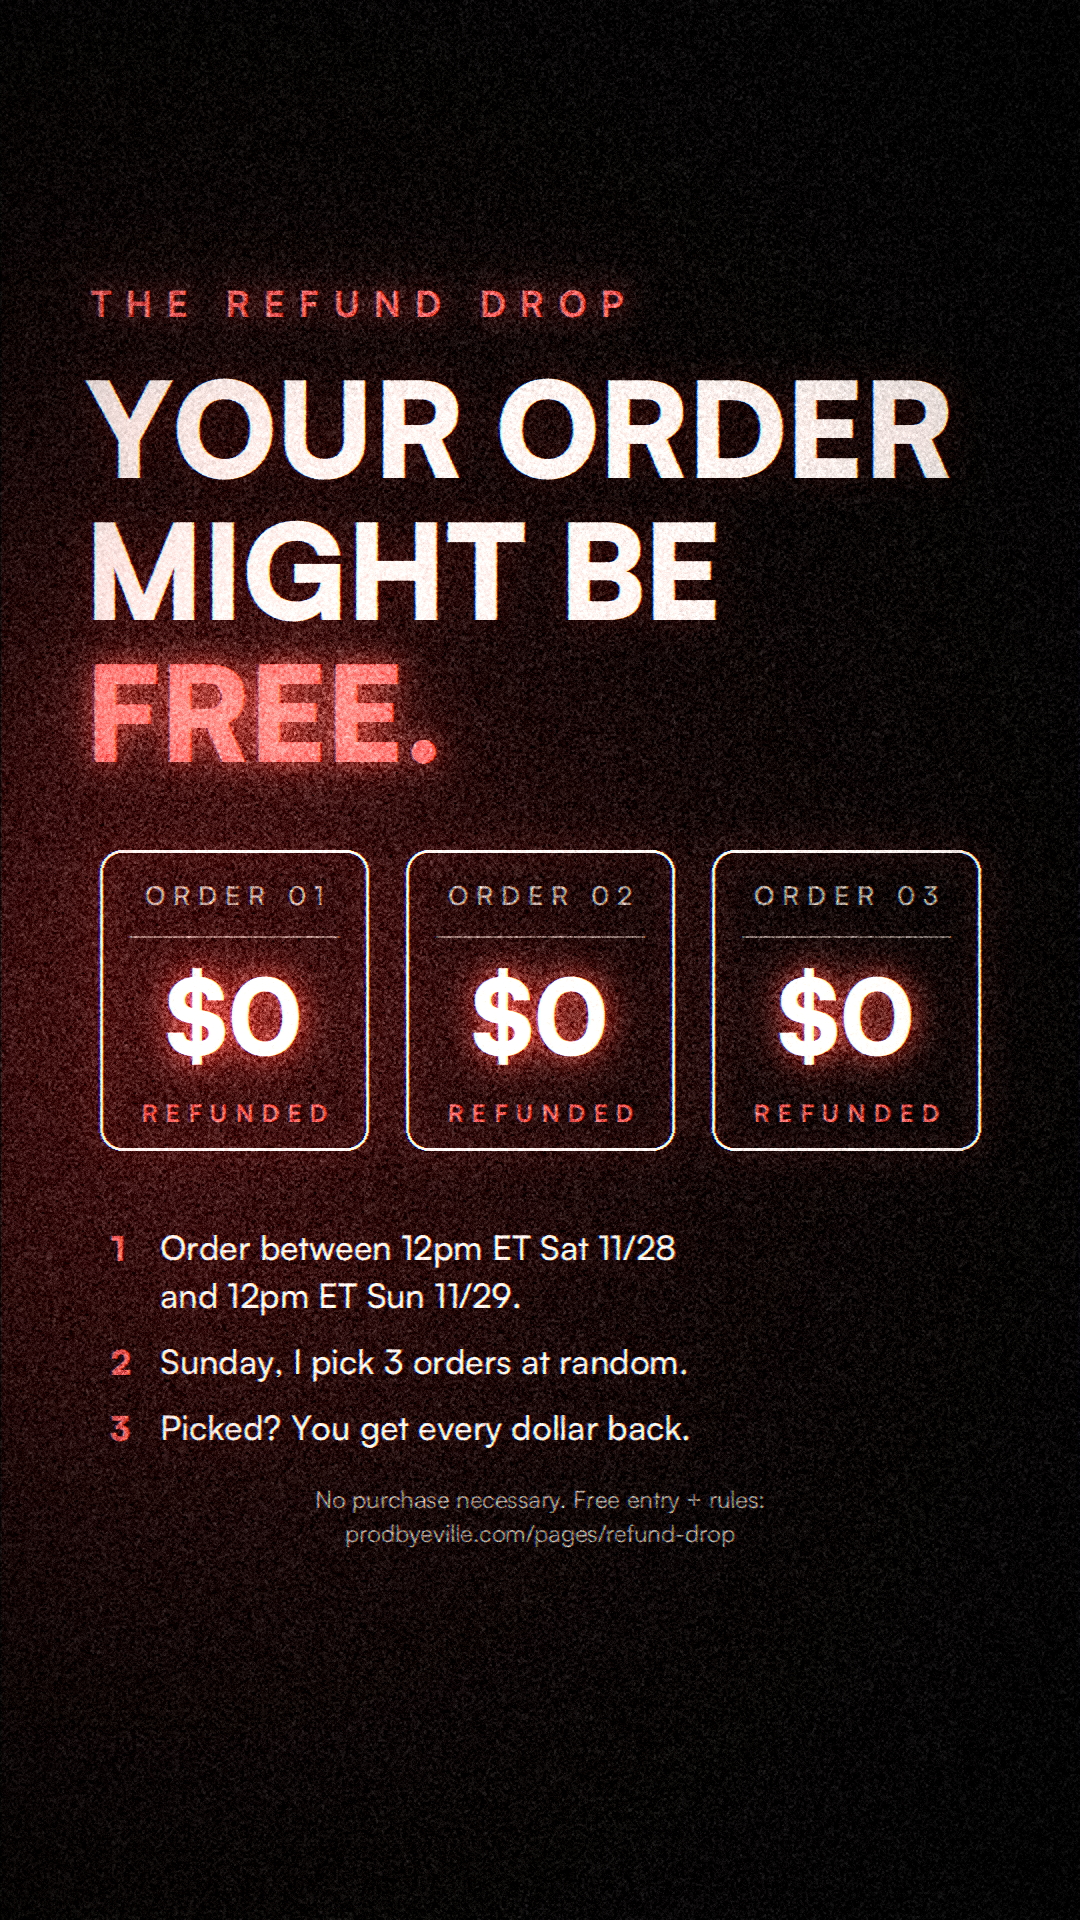 THE REFUND DROP
YOUR ORDER
MIGHT BE
FREE.
ORDER 01
$0
REFUNDED
ORDER 02
$0
REFUNDED
ORDER 03
$0
REFUNDED
1 Order between 12pm ET Sat 11/28
and 12pm ET Sun 11/29.
2 Sunday, I pick 3 orders at random.
3 Picked? You get every dollar back.
No purchase necessary. Free entry + rules:
prodbyeville.com/pages/refund-drop